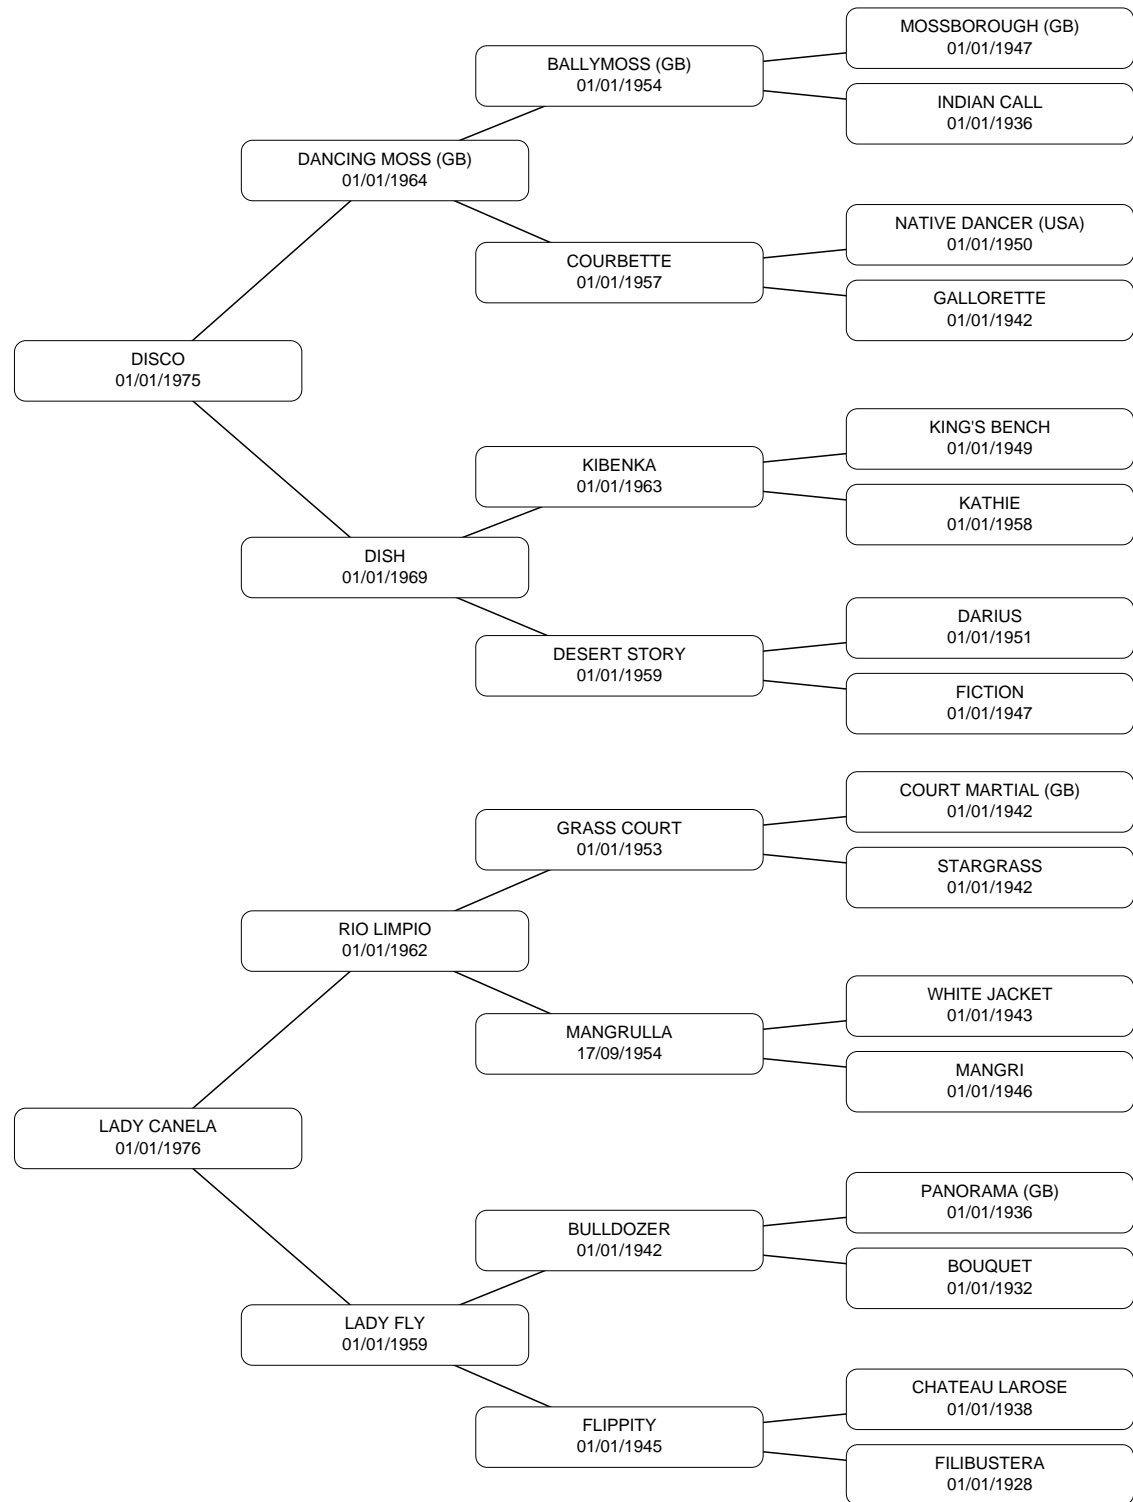 MOSSBOROUGH (GB)
01/01/1947
BALLYMOSS (GB)
01/01/1954
INDIAN CALL
01/01/1936
DANCING MOSS (GB)
01/01/1964
NATIVE DANCER (USA)
01/01/1950
COURBETTE
01/01/1957
GALLORETTE
01/01/1942
DISCO
01/01/1975
KING'S BENCH
01/01/1949
KIBENKA
01/01/1963
KATHIE
01/01/1958
DISH
01/01/1969
DARIUS
01/01/1951
DESERT STORY
01/01/1959
FICTION
01/01/1947
COURT MARTIAL (GB)
01/01/1942
GRASS COURT
01/01/1953
STARGRASS
01/01/1942
RIO LIMPIO
01/01/1962
WHITE JACKET
01/01/1943
MANGRULLA
17/09/1954
MANGRI
01/01/1946
LADY CANELA
01/01/1976
PANORAMA (GB)
01/01/1936
BULLDOZER
01/01/1942
BOUQUET
01/01/1932
LADY FLY
01/01/1959
CHATEAU LAROSE
01/01/1938
FLIPPITY
01/01/1945
FILIBUSTERA
01/01/1928